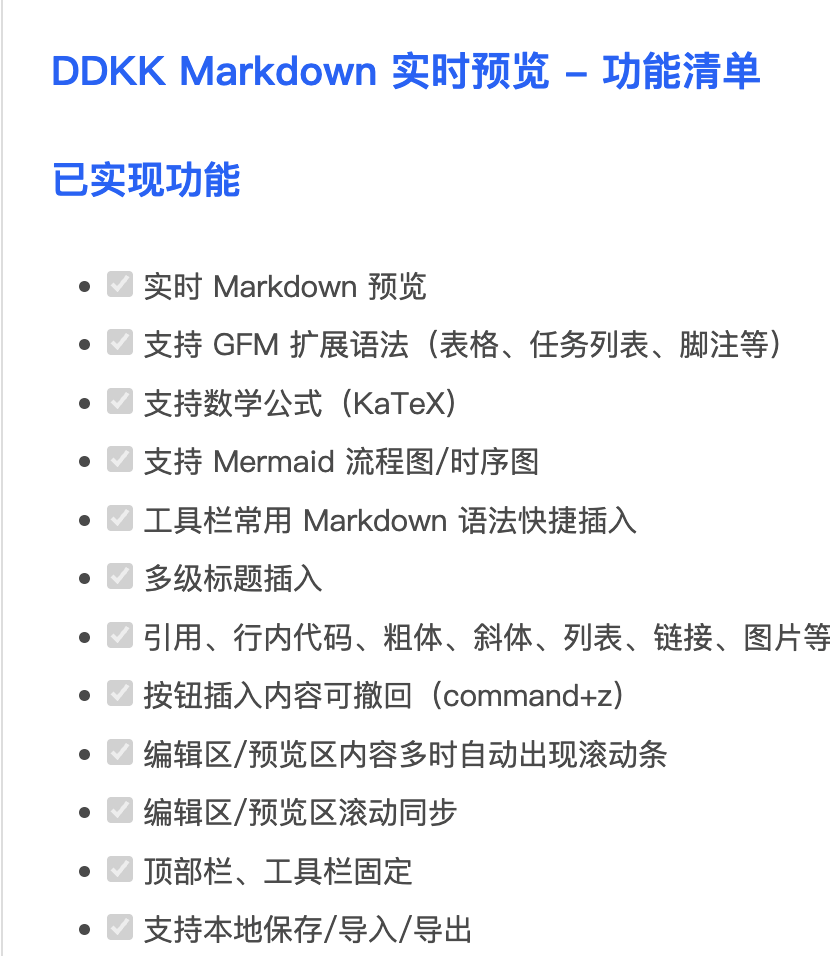 DDKK Markdown 实时预览 – 功能清单
已实现功能
实时 Markdown 预览
支持 GFM 扩展语法（表格、任务列表、脚注等）
支持数学公式（KaTeX）
支持 Mermaid 流程图/时序图
工具栏常用 Markdown 语法快捷插入
多级标题插入
引用、行内代码、粗体、斜体、列表、链接、图片等
按钮插入内容可撤回（command+z）
编辑区/预览区内容多时自动出现滚动条
编辑区/预览区滚动同步
顶部栏、工具栏固定
支持本地保存/导入/导出